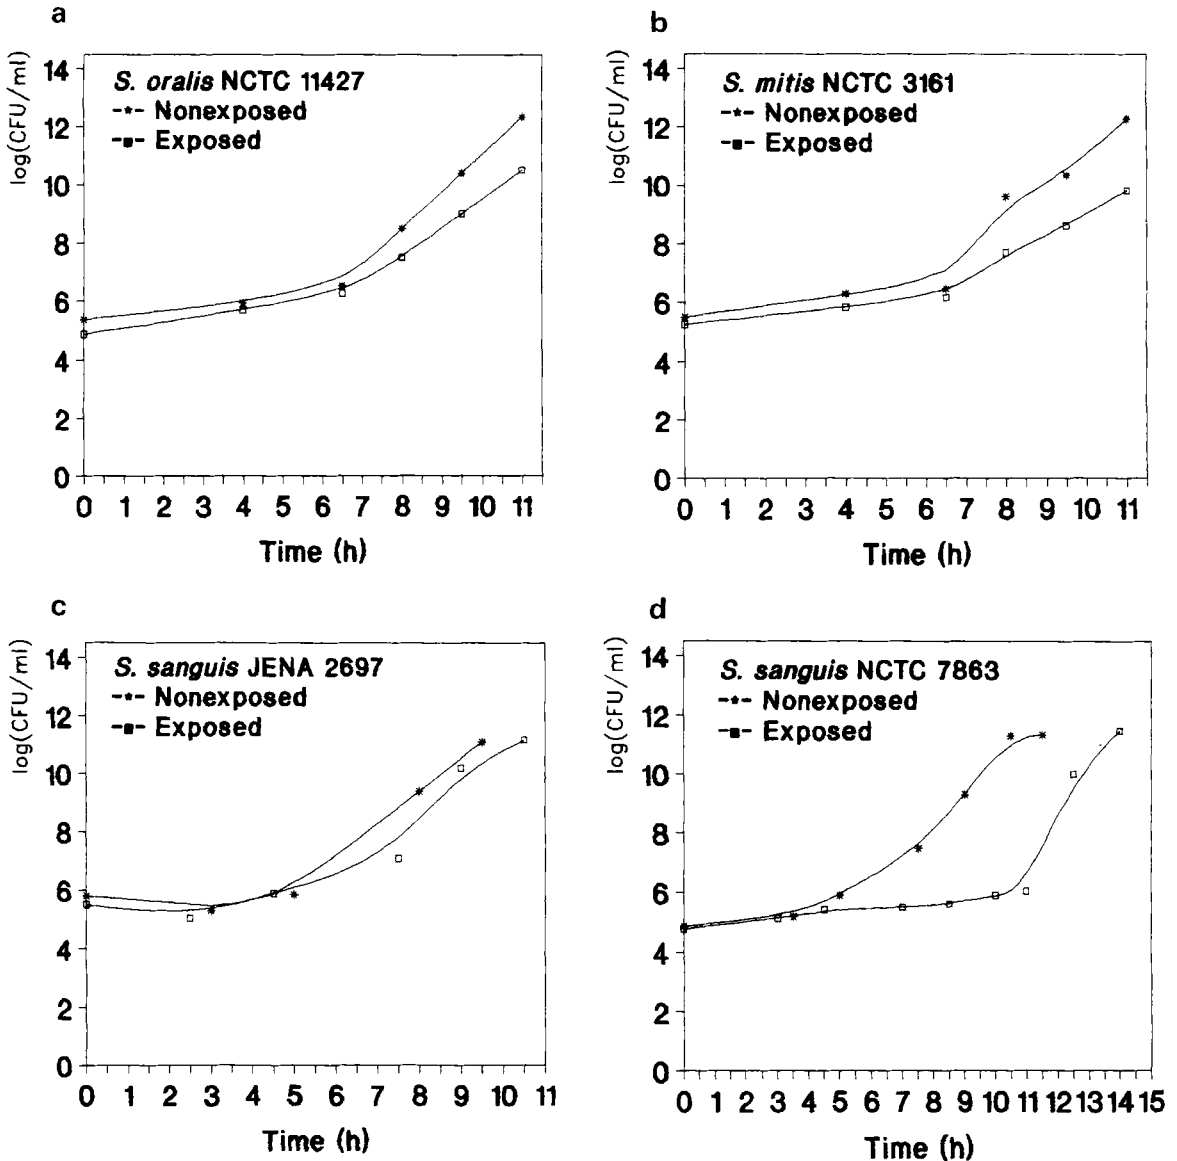 a
log(CFU/ml)
14
12
10
8
6
4
2
0
S. oralis NCTC 11427
-*- Nonexposed
-■- Exposed
0 1 2 3 4 5 6 7 8 9 10 11
Time (h)
b
log(CFU/ml)
14
12
10
8
6
4
2
0
S. mitis NCTC 3161
-*- Nonexposed
-■- Exposed
0 1 2 3 4 5 6 7 8 9 10 11
Time (h)
c
log(CFU/ml)
14
12
10
8
6
4
2
0
S. sanguis JENA 2697
-*- Nonexposed
-■- Exposed
0 1 2 3 4 5 6 7 8 9 10 11
Time (h)
d
log(CFU/ml)
14
12
10
8
6
4
2
0
S. sanguis NCTC 7863
-*- Nonexposed
-■- Exposed
0 1 2 3 4 5 6 7 8 9 10 11 12 13 14 15
Time (h)